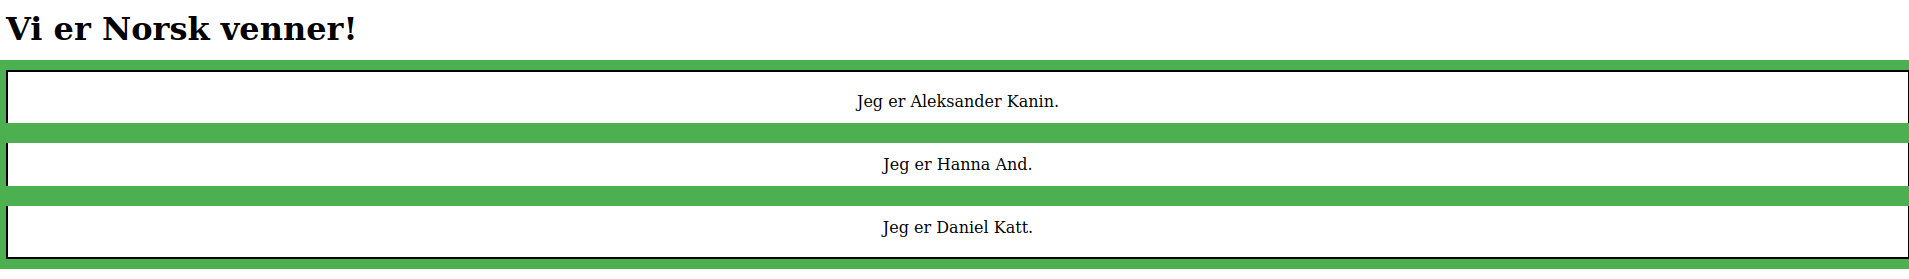 Vi er Norsk venner!
Jeg er Aleksander Kanin.
Jeg er Hanna And.
Jeg er Daniel Katt.